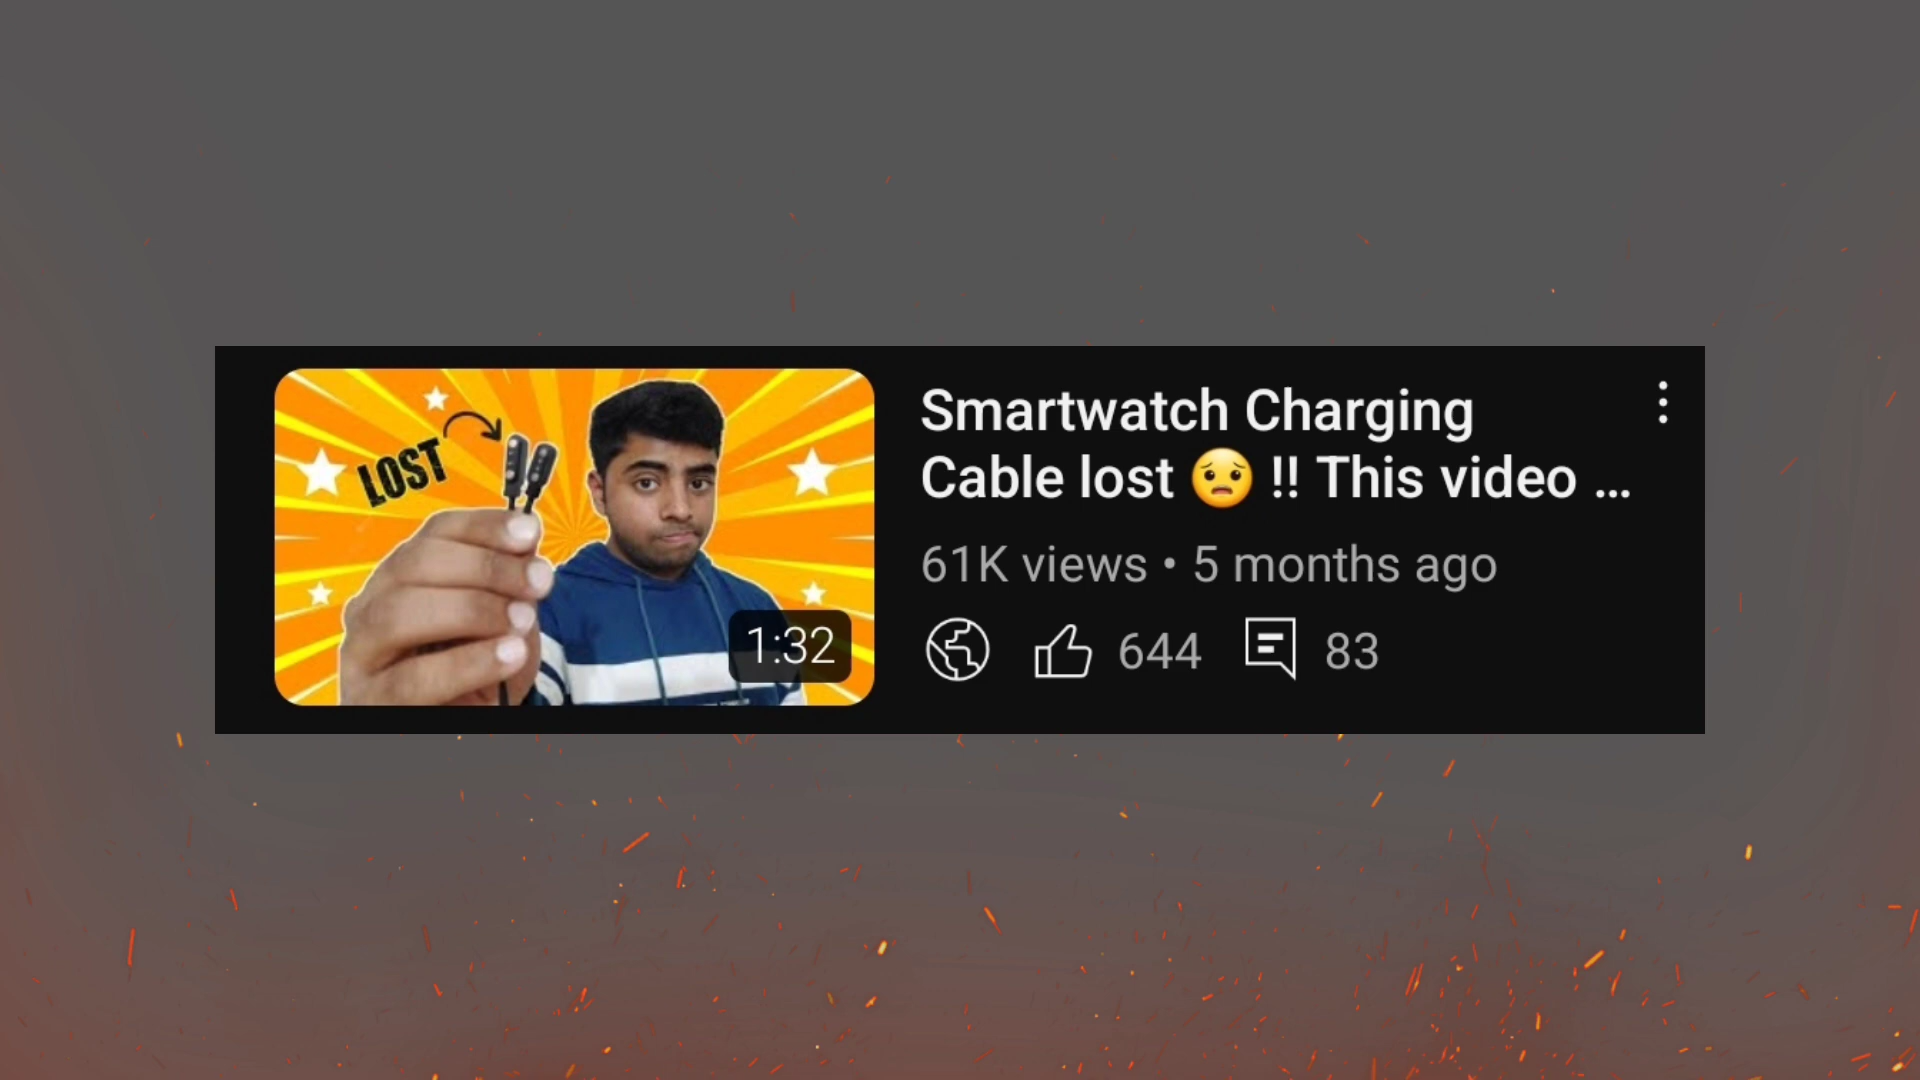 LOST
1:32
Smartwatch Charging
Cable lost 😟 !! This video ...
61K views • 5 months ago
644 83